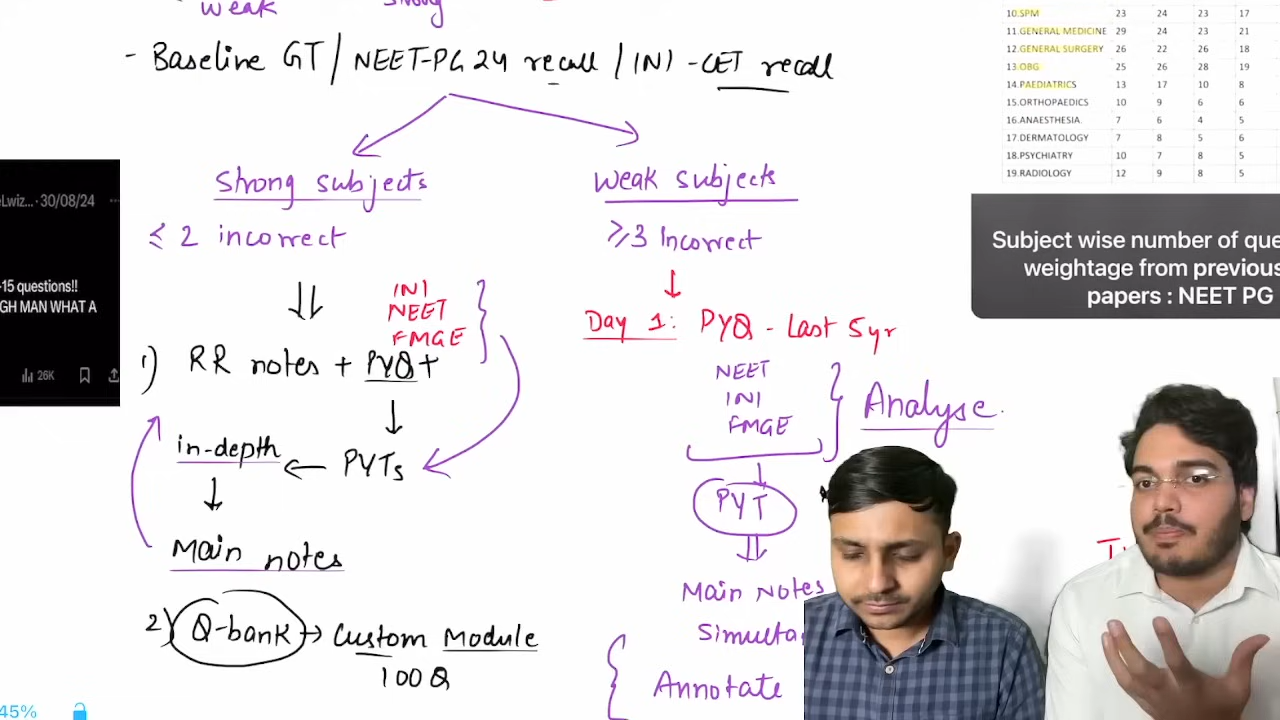 weak
strong
- Baseline GT / NEET-PG 24 recall / INI-CET recall
Strong subjects
Weak subjects
≤ 2 incorrect
≥3 Incorrect
INI
NEET
FMGE
1) RR notes + PYQ+
PYTs
in-depth
Main notes
2) Q-bank → Custom Module
100 Q
Day 1: PYQ - Last 5yr
NEET
INI
FMGE
Analyse.
PYT
Main Notes
Annotate
eLwiz... · 30/08/24 ...
-15 questions!!
GH MAN WHAT A
26K
45%
10.SPM 23 24 23 17
11.GENERAL MEDICINE 29 24 23 21
12.GENERAL SURGERY 26 22 26 18
13.OBG 25 26 28 19
14.PAEDIATRICS 13 17 10 8
15.ORTHOPAEDICS 10 9 6 6
16.ANAESTHESIA. 7 6 4 5
17.DERMATOLOGY 7 8 5 6
18.PSYCHIATRY 10 7 8 5
19.RADIOLOGY 12 9 8 5
Subject wise number of que
weightage from previous
papers : NEET PG